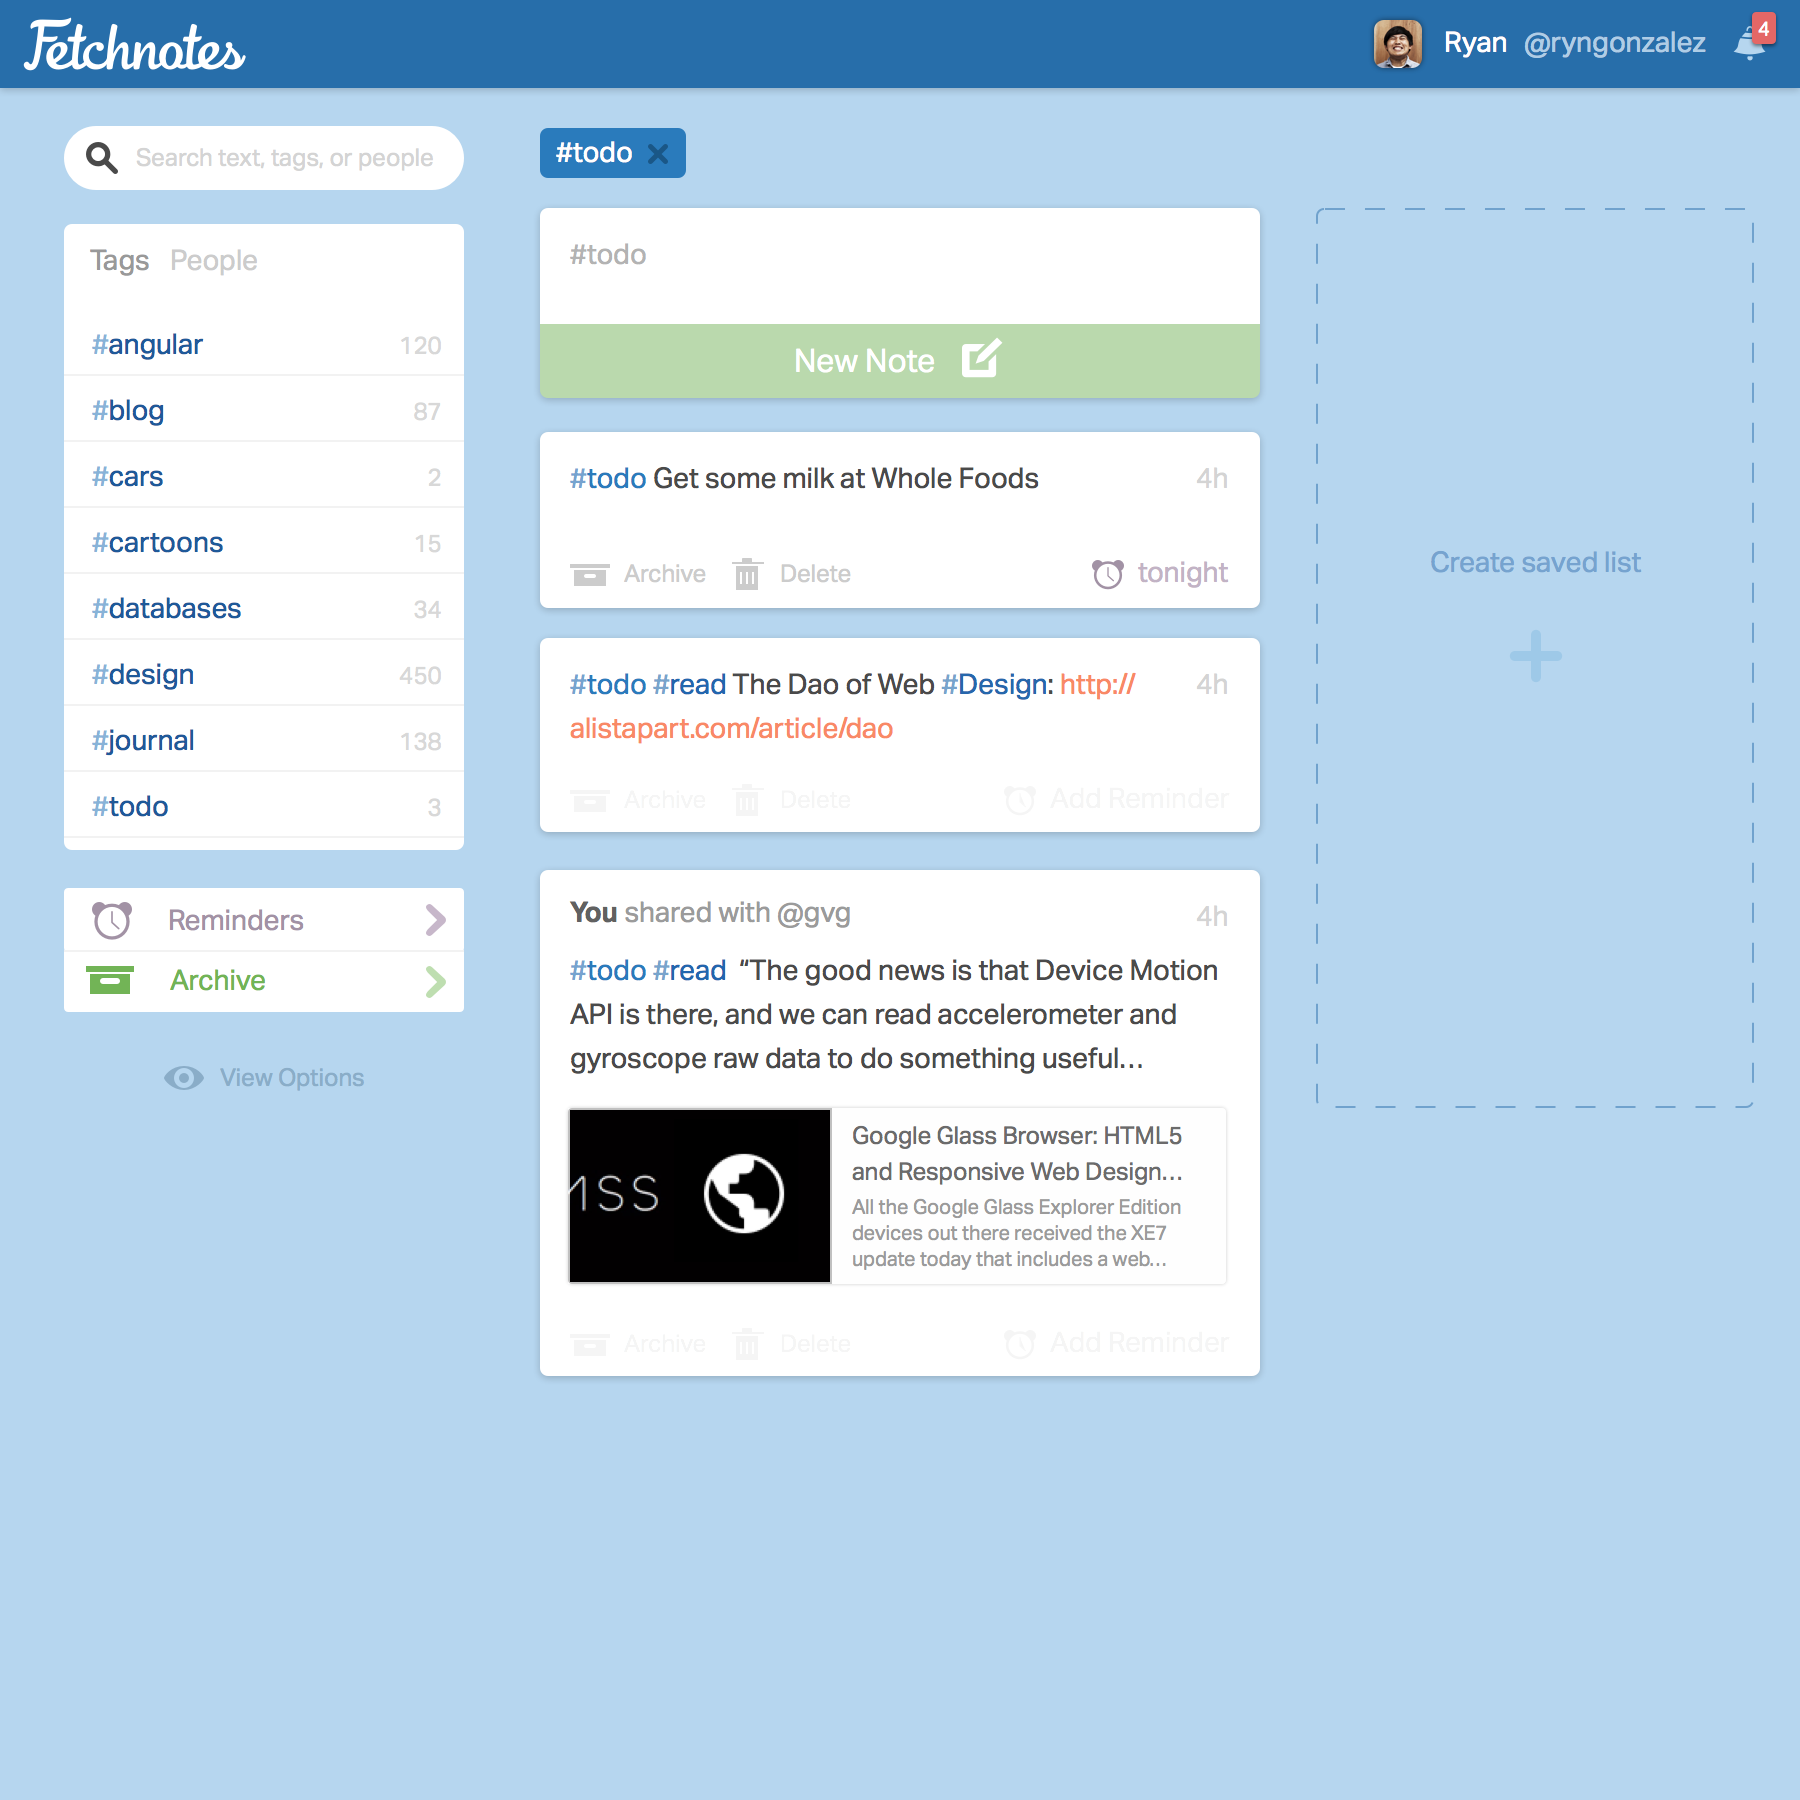 Fetchnotes
Ryan @ryngonzalez
4
Search text, tags, or people
Tags People
#angular 120
#blog 87
#cars 2
#cartoons 15
#databases 34
#design 450
#journal 138
#todo 3
Reminders
Archive
View Options
#todo
#todo
New Note
#todo Get some milk at Whole Foods 4h
Archive Delete tonight
#todo #read The Dao of Web #Design: http:// 4h
alistapart.com/article/dao
Archive Delete Add Reminder
You shared with @gvg 4h
#todo #read “The good news is that Device Motion
API is there, and we can read accelerometer and
gyroscope raw data to do something useful…
SS
Google Glass Browser: HTML5
and Responsive Web Design…
All the Google Glass Explorer Edition
devices out there received the XE7
update today that includes a web…
Archive Delete Add Reminder
Create saved list